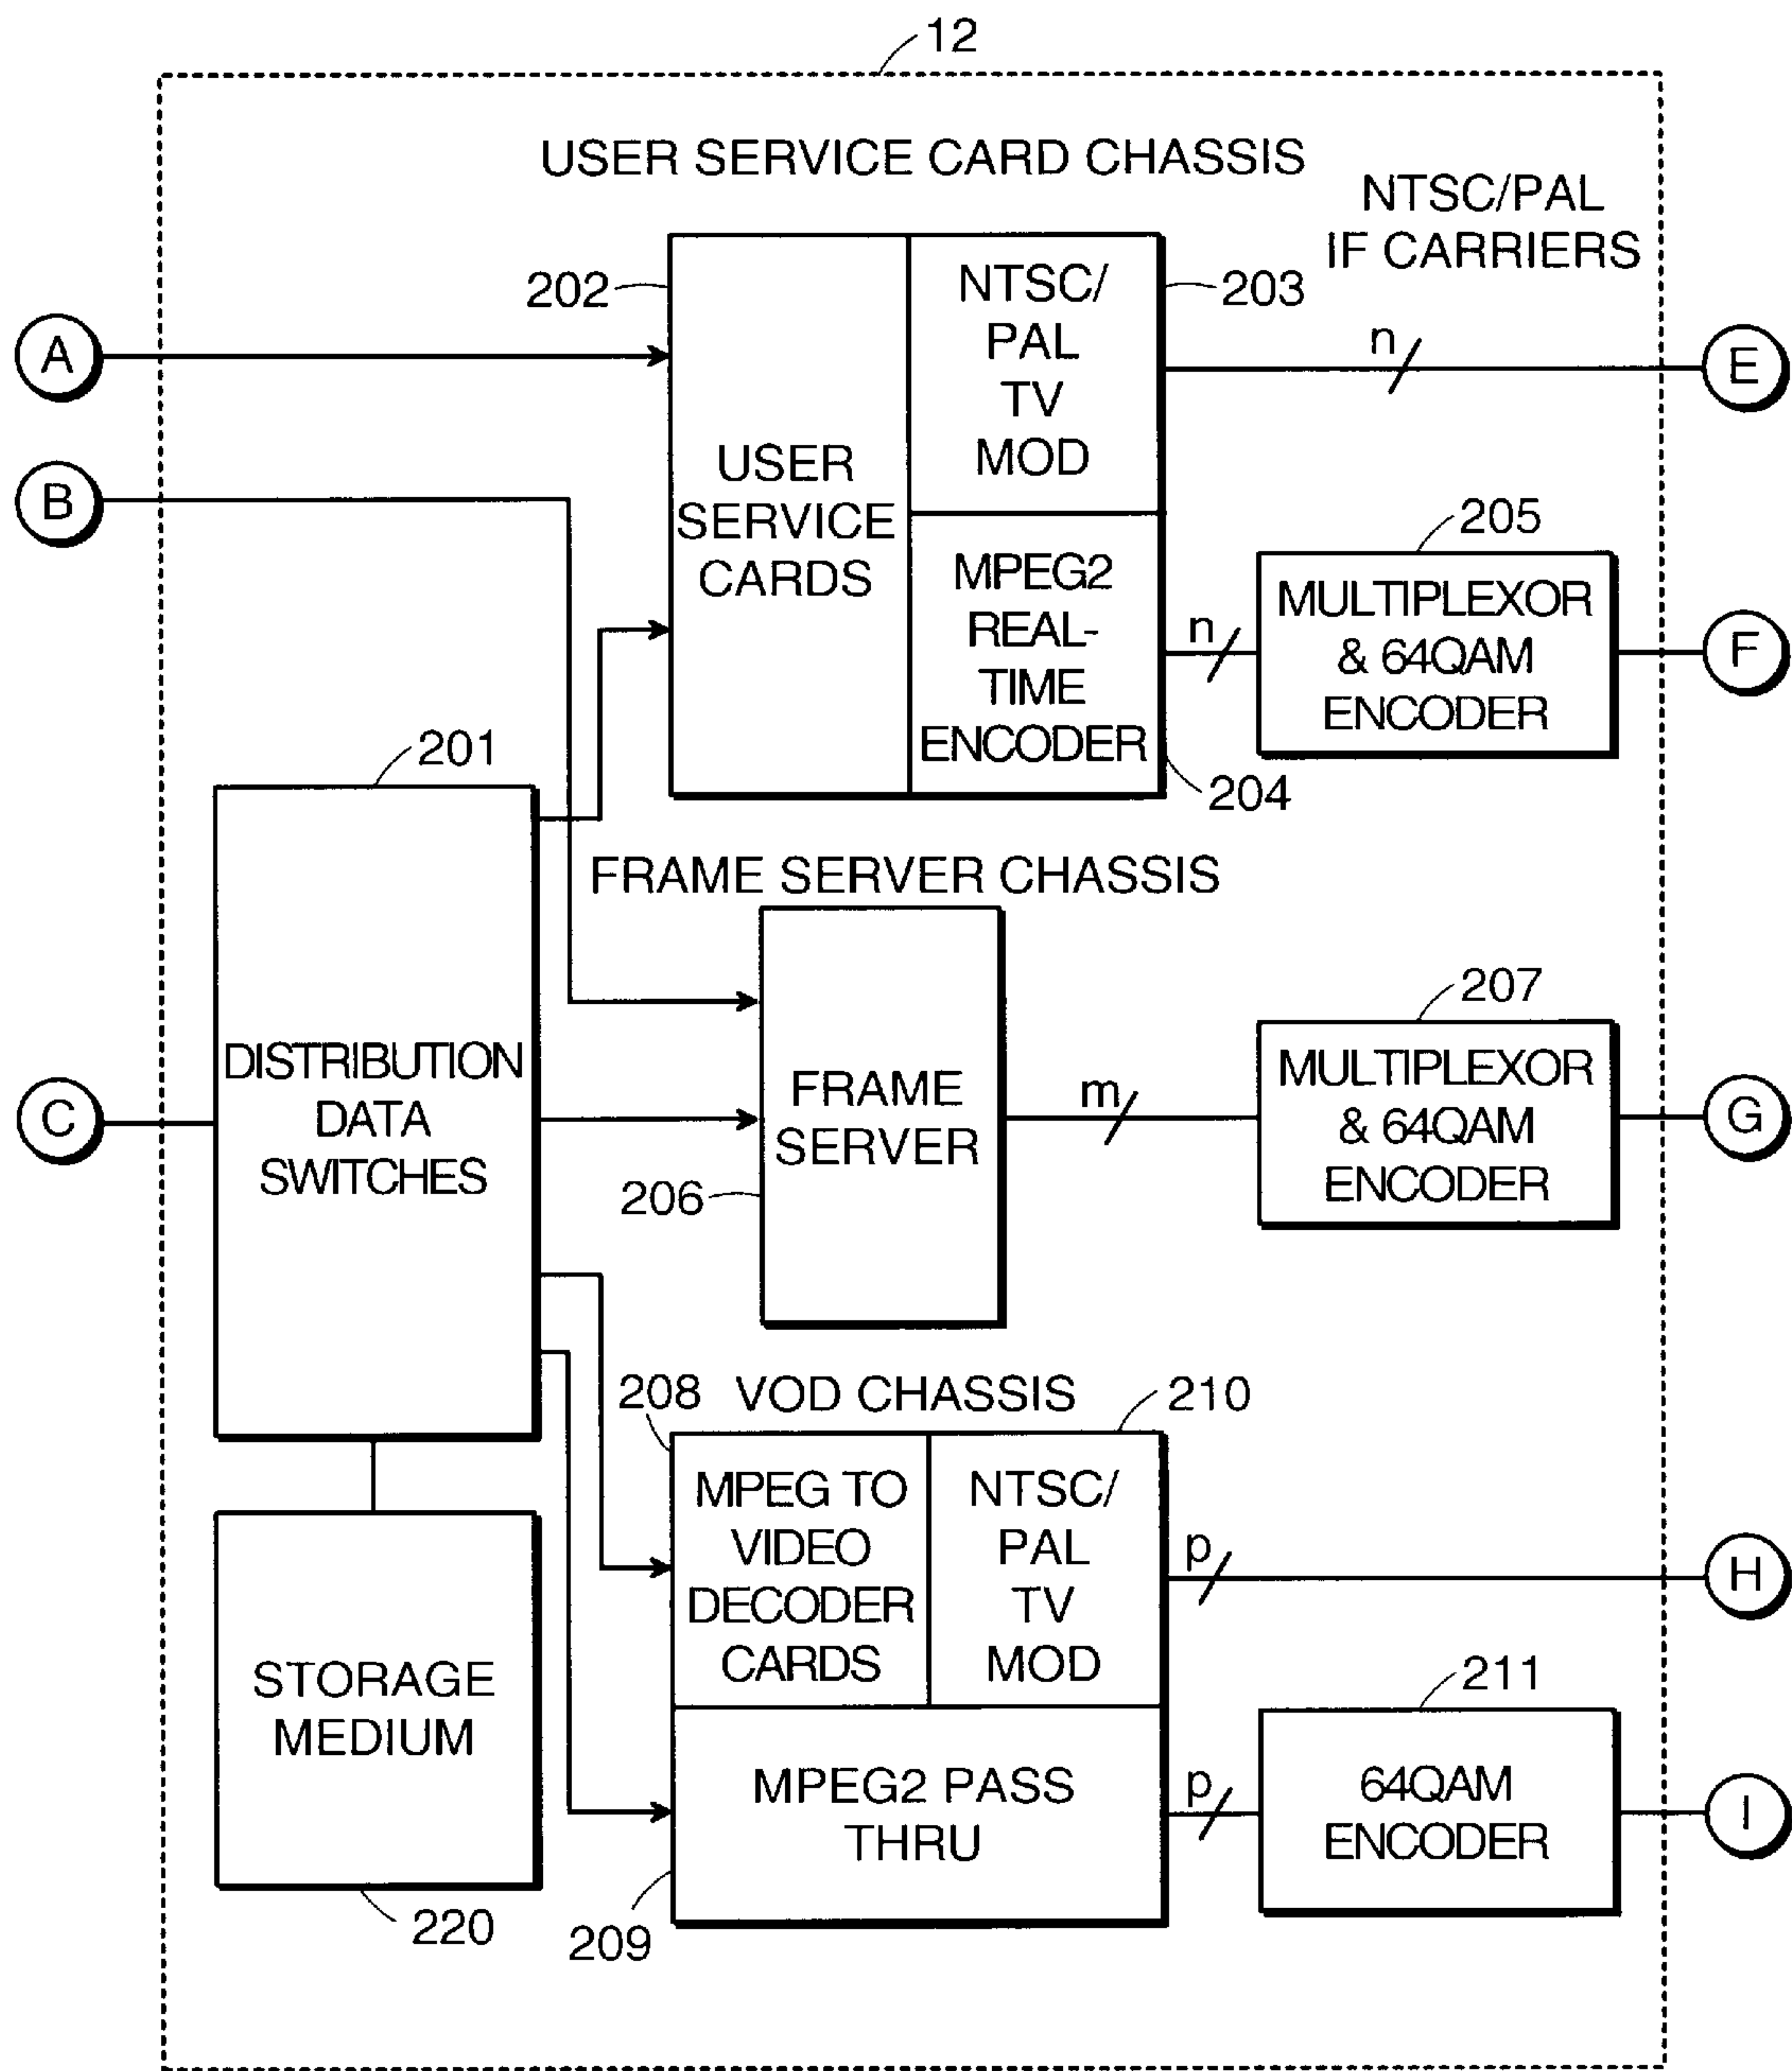 12
USER SERVICE CARD CHASSIS
NTSC/PAL
IF CARRIERS
202
NTSC/
PAL
TV
MOD
203
A
n
E
B
USER
SERVICE
CARDS
MPEG2
REAL-
TIME
ENCODER
204
n
205
MULTIPLEXOR
& 64QAM
ENCODER
F
201
FRAME SERVER CHASSIS
C
DISTRIBUTION
DATA
SWITCHES
FRAME
SERVER
206
m
207
MULTIPLEXOR
& 64QAM
ENCODER
G
208
VOD CHASSIS
210
MPEG TO
VIDEO
DECODER
CARDS
NTSC/
PAL
TV
MOD
p
H
STORAGE
MEDIUM
220
MPEG2 PASS
THRU
209
p
211
64QAM
ENCODER
I